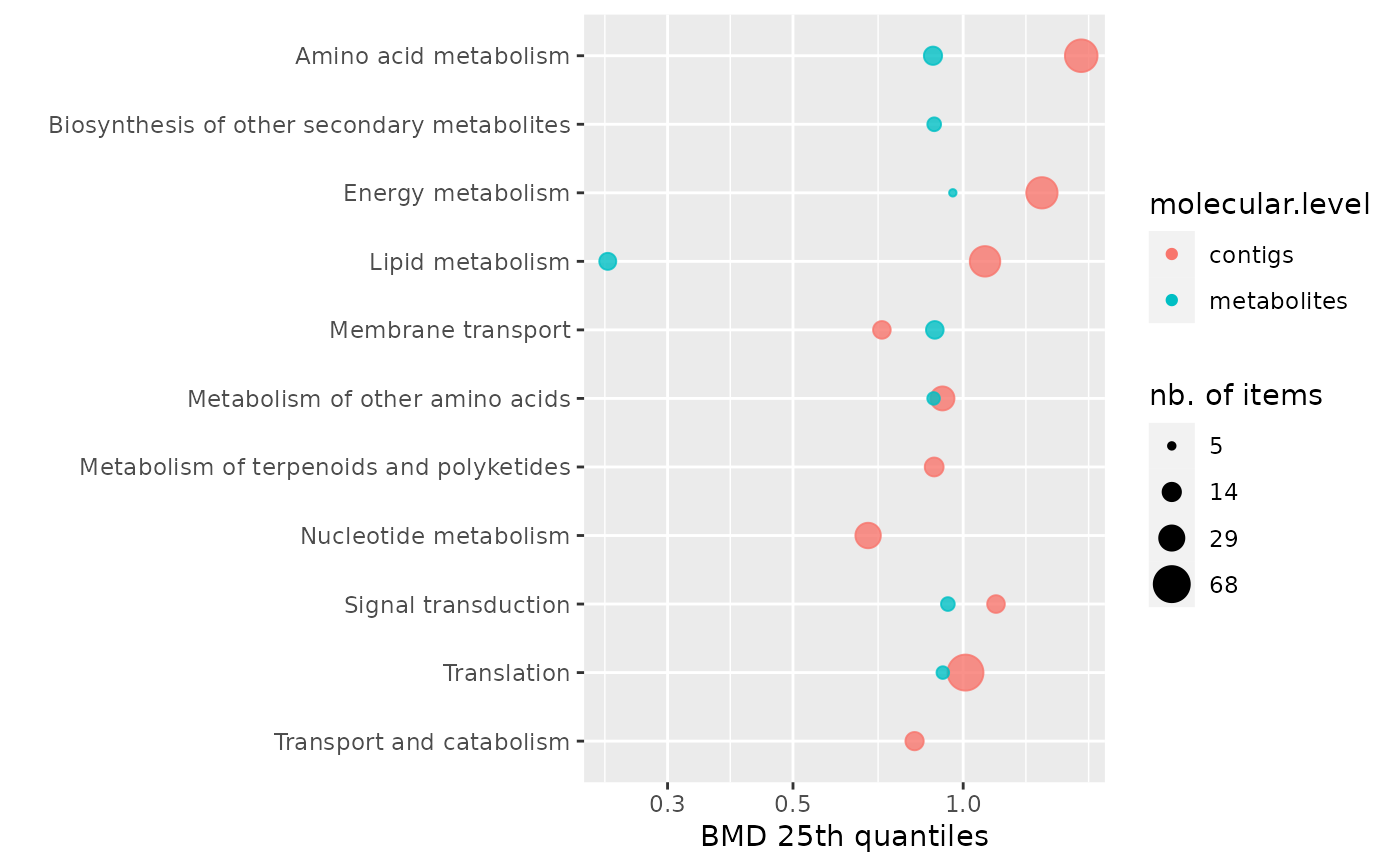 Amino acid metabolism
Biosynthesis of other secondary metabolites
Energy metabolism
Lipid metabolism
Membrane transport
Metabolism of other amino acids
Metabolism of terpenoids and polyketides
Nucleotide metabolism
Signal transduction
Translation
Transport and catabolism
0.3 0.5 1.0
BMD 25th quantiles
molecular.level
contigs
metabolites
nb. of items
5
14
29
68